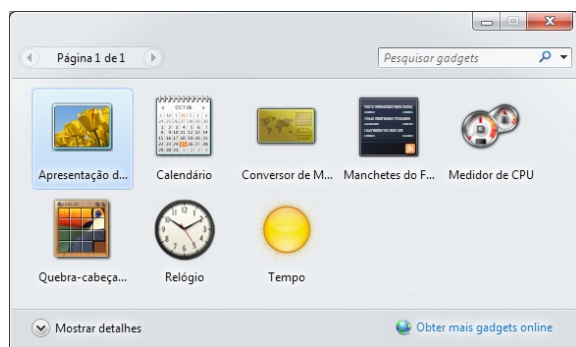 Página 1 de 1
Pesquisar gadgets
Apresentação d...
Calendário
Conversor de M...
Manchetes do F...
Medidor de CPU
Quebra-cabeça...
Relógio
Tempo
Mostrar detalhes
Obter mais gadgets online